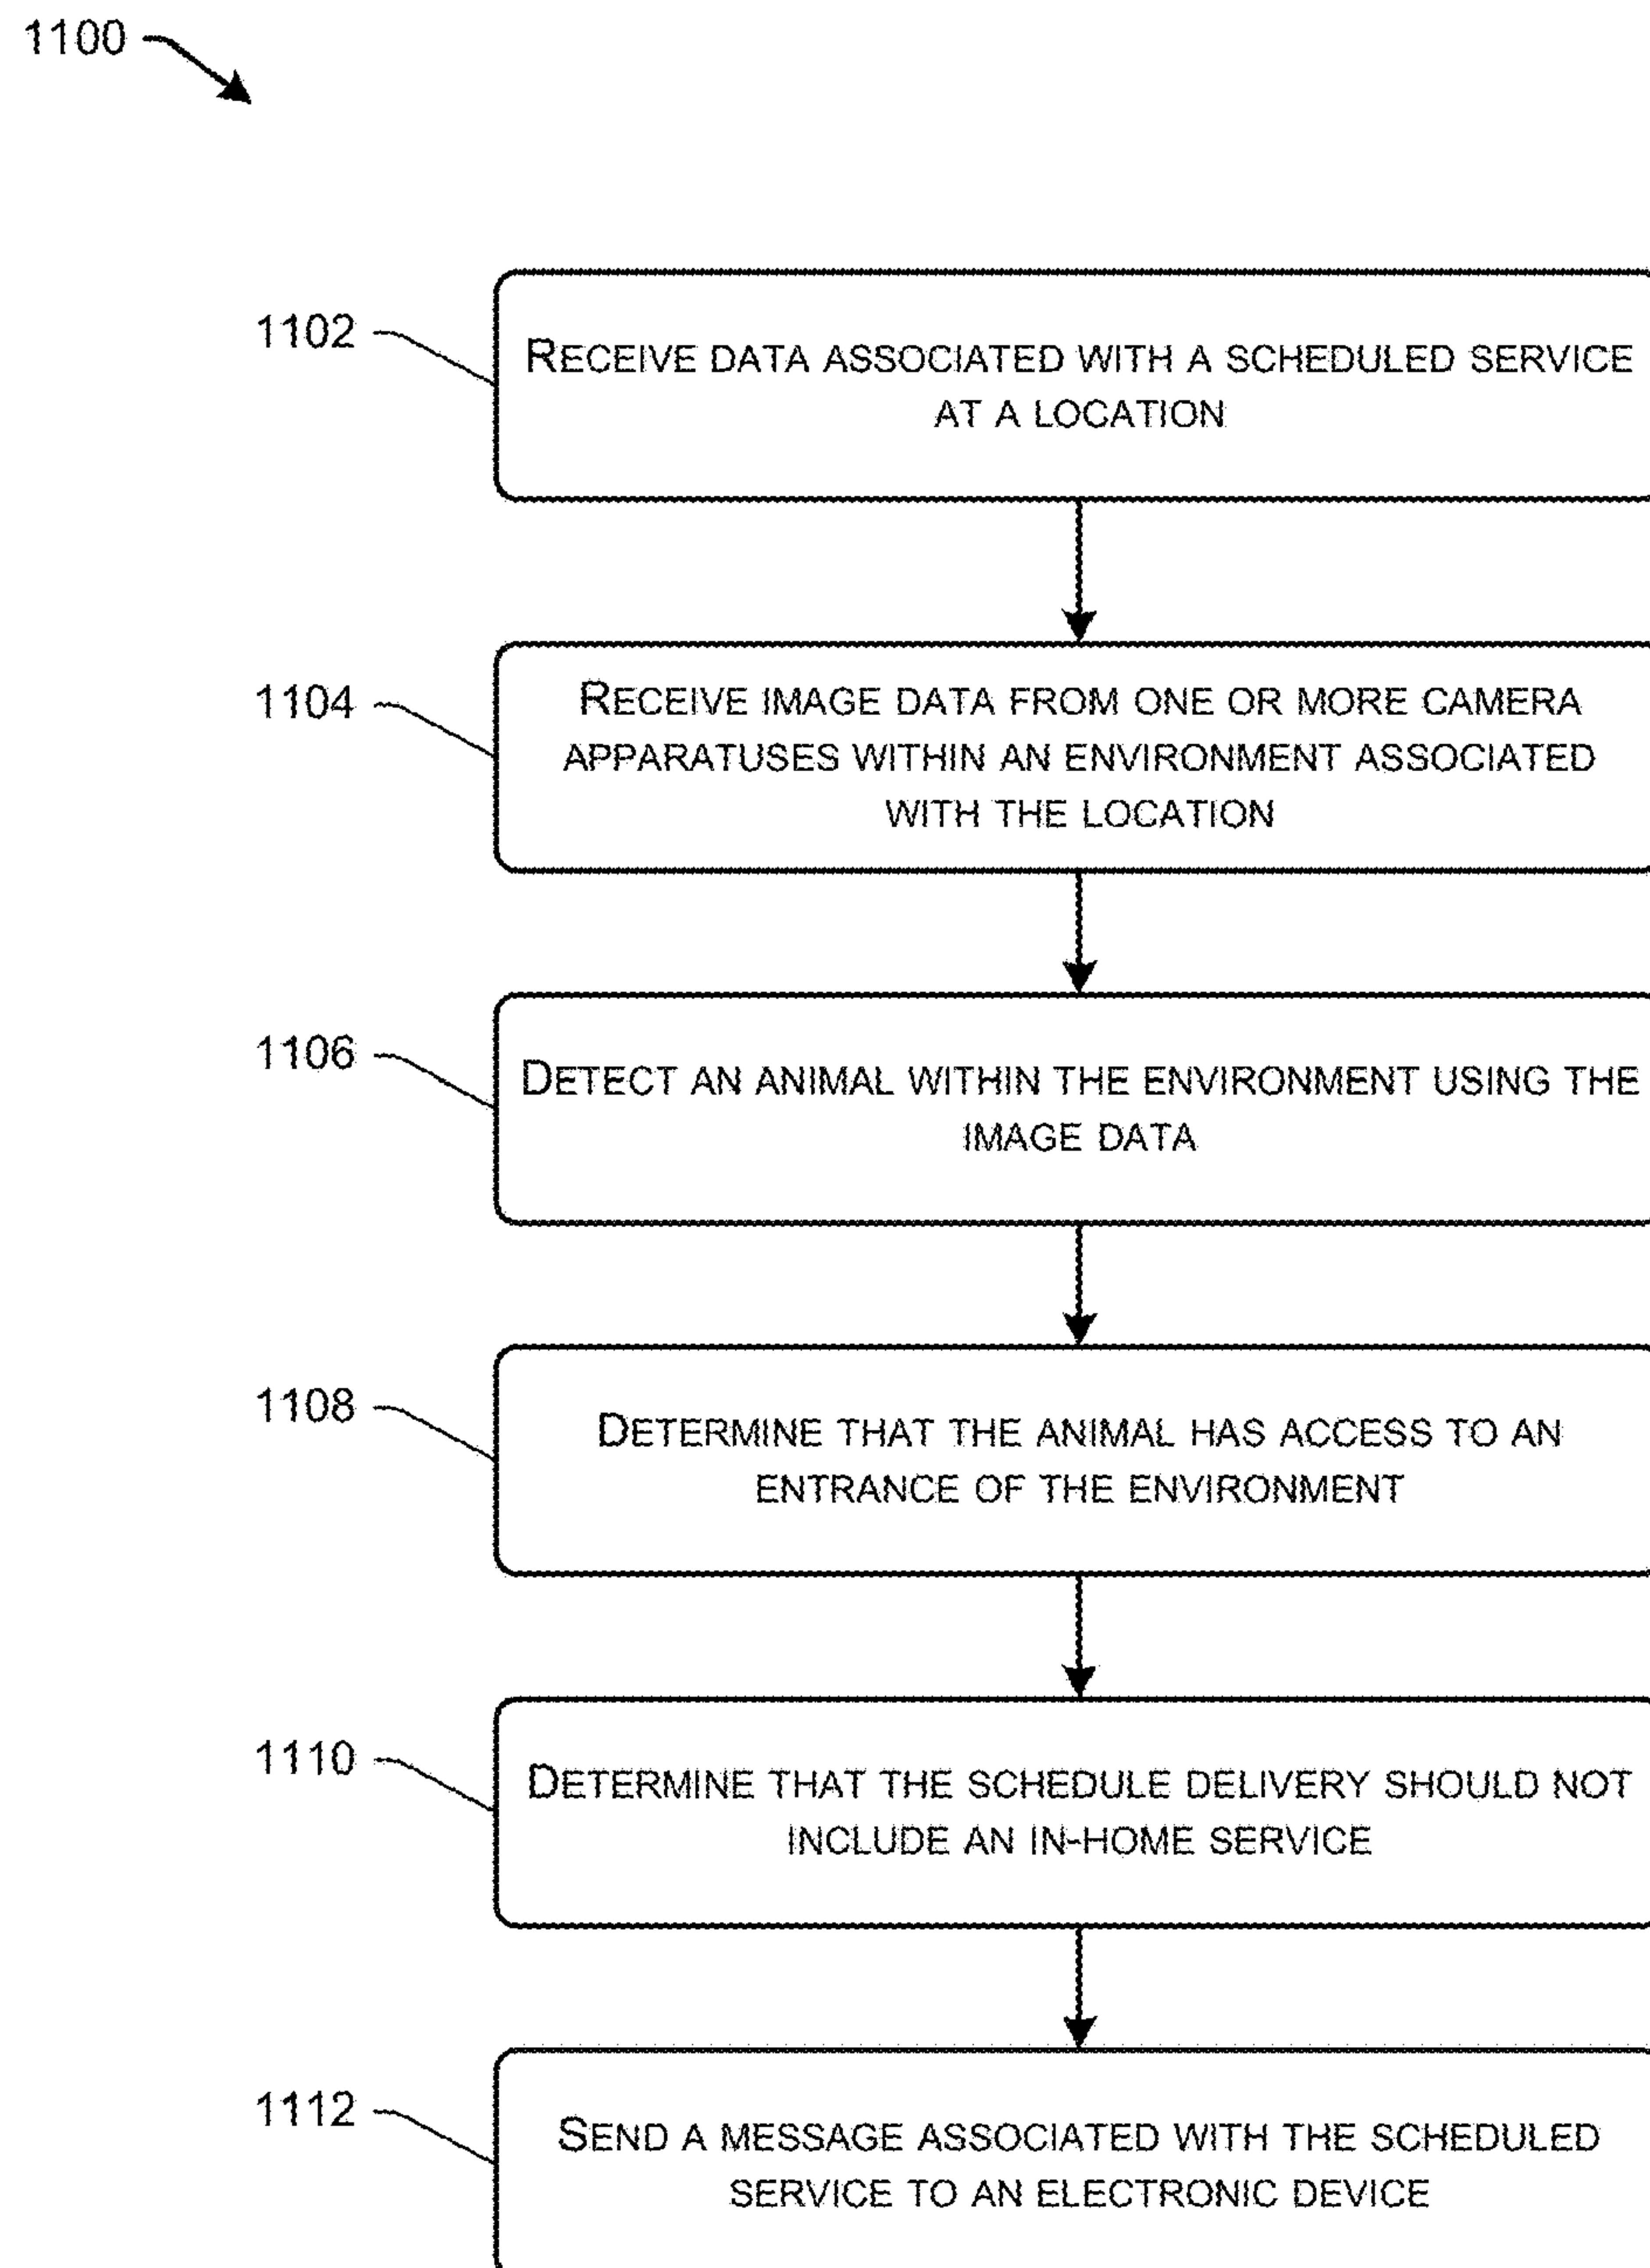 1100
1102
RECEIVE DATA ASSOCIATED WITH A SCHEDULED SERVICE
AT A LOCATION
1104
RECEIVE IMAGE DATA FROM ONE OR MORE CAMERA
APPARATUSES WITHIN AN ENVIRONMENT ASSOCIATED
WITH THE LOCATION
1106
DETECT AN ANIMAL WITHIN THE ENVIRONMENT USING THE
IMAGE DATA
1108
DETERMINE THAT THE ANIMAL HAS ACCESS TO AN
ENTRANCE OF THE ENVIRONMENT
1110
DETERMINE THAT THE SCHEDULE DELIVERY SHOULD NOT
INCLUDE AN IN-HOME SERVICE
1112
SEND A MESSAGE ASSOCIATED WITH THE SCHEDULED
SERVICE TO AN ELECTRONIC DEVICE